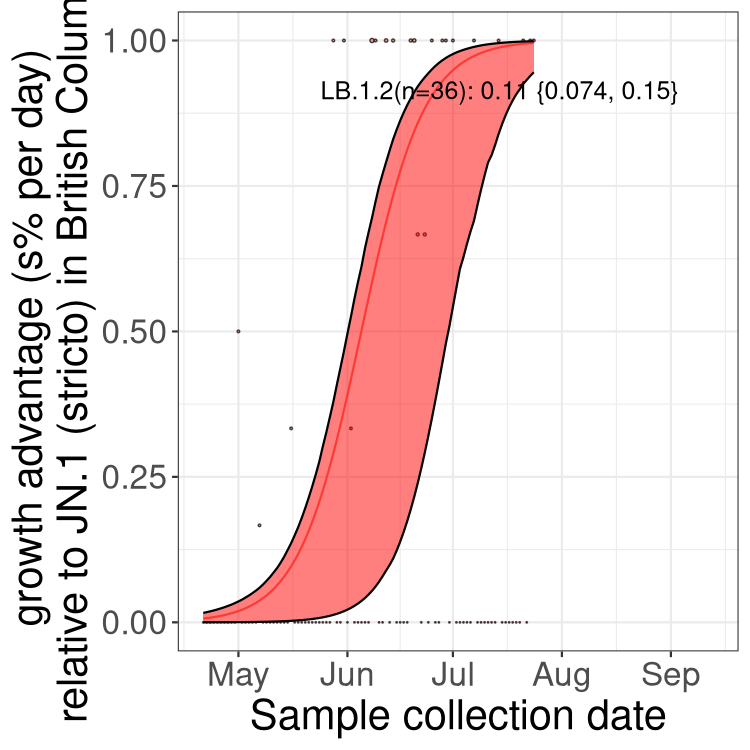 growth advantage (s% per day)
relative to JN.1 (stricto) in British Colum
1.00
0.75
0.50
0.25
0.00
LB.1.2(n=36): 0.11 {0.074, 0.15}
May Jun Jul Aug Sep
Sample collection date